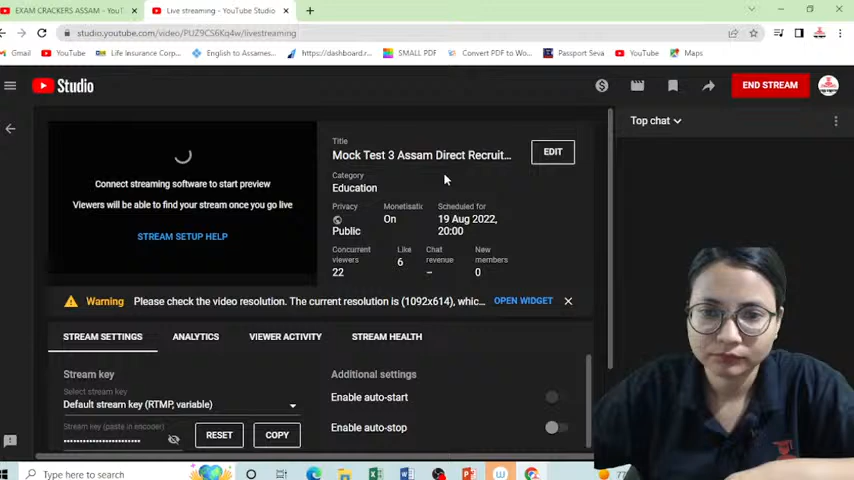 EXAM CRACKERS ASSAM - YouT
Live streaming - YouTube Studio
studio.youtube.com/video/PUZ9CS6Kq4w/livestreaming
Gmail
YouTube
Life Insurance Corp...
English to Assames...
https://dashboard.r...
SMALL PDF
Convert PDF to Wo...
Passport Seva
YouTube
Maps
Studio
END STREAM
Top chat
Title
Mock Test 3 Assam Direct Recruit...
EDIT
Category
Education
Connect streaming software to start preview
Viewers will be able to find your stream once you go live
STREAM SETUP HELP
Privacy
Public
Monetisatic
On
Scheduled for
19 Aug 2022,
20:00
Concurrent
viewers
22
Like
6
Chat
revenue
–
New
members
0
Warning
Please check the video resolution. The current resolution is (1092x614), whic...
OPEN WIDGET
STREAM SETTINGS
ANALYTICS
VIEWER ACTIVITY
STREAM HEALTH
Stream key
Select stream key
Default stream key (RTMP, variable)
Stream key (paste in encoder)
RESET
COPY
Additional settings
Enable auto-start
Enable auto-stop
Type here to search